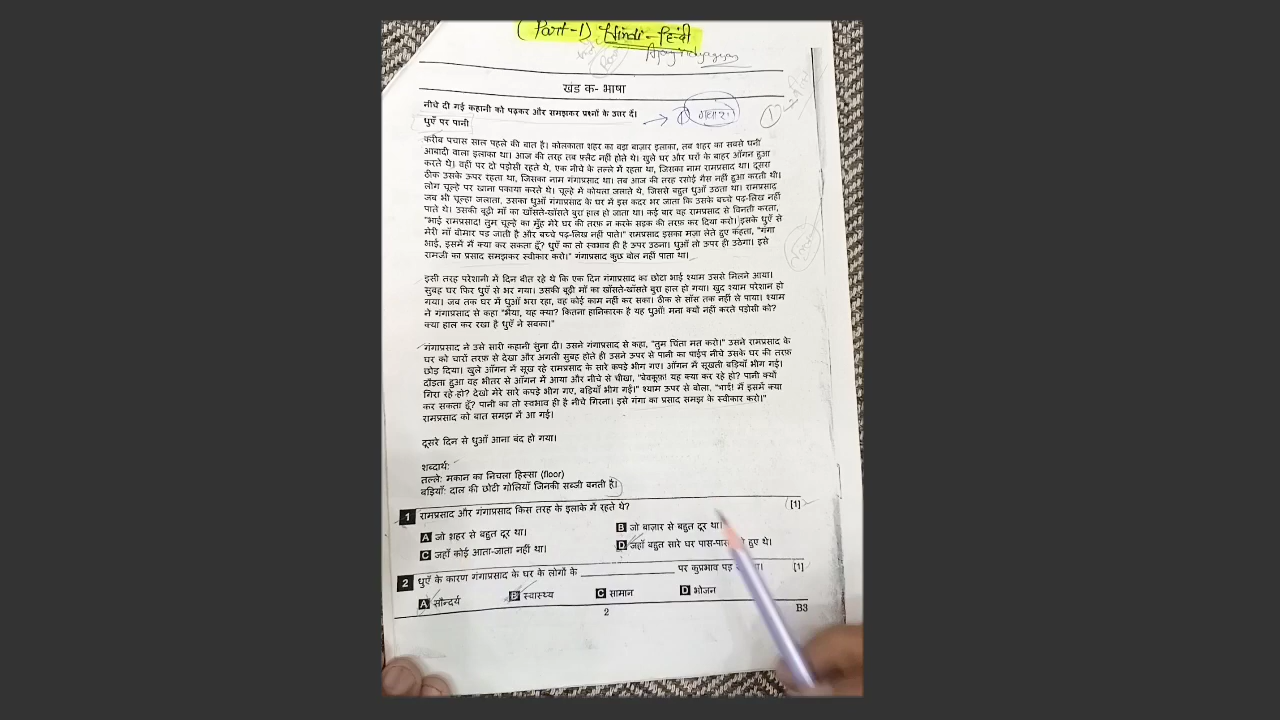 (Part-1) Hindi-हिन्दी
खंड क- भाषा
नीचे दी गई कहानी को पढ़कर और समझकर प्रश्नों के उत्तर दें।
धुएँ पर पानी
करीब पचास साल पहले की बात है। कोलकाता शहर का बड़ा बाज़ार इलाका, तब शहर का सबसे घनी
आबादी वाला इलाका था। आज की तरह तब फ़्लैट नहीं होते थे। खुले घर और घरों के बाहर आँगन हुआ
करते थे। वहीं पर दो पड़ोसी रहते थे, एक नीचे के तल्ले में रहता था, जिसका नाम रामप्रसाद था। दूसरा
ठीक उसके ऊपर रहता था, जिसका नाम गंगाप्रसाद था। तब आज की तरह रसोई गैस नहीं हुआ करती थी।
लोग चूल्हे पर खाना पकाया करते थे। चूल्हे में कोयला जलाते थे, जिससे बहुत धुआँ उठता था। रामप्रसाद
जब भी चूल्हा जलाता, उसका धुआँ गंगाप्रसाद के घर में इस कदर भर जाता कि उसके बच्चे पढ़-लिख नहीं
पाते थे। उसकी बूढ़ी माँ का खाँसते-खाँसते बुरा हाल हो जाता था। कई बार वह रामप्रसाद से विनती करता,
"भाई रामप्रसाद! तुम चूल्हे का मुँह मेरे घर की तरफ़ न करके सड़क की तरफ़ कर दिया करो। इसके धुएँ से
मेरी माँ बीमार पड़ जाती है और बच्चे पढ़-लिख नहीं पाते।" रामप्रसाद इसका मज़ा लेते हुए कहता, "गंगा
भाई, इसमें मैं क्या कर सकता हूँ? धुएँ का तो स्वभाव ही है ऊपर उठना। धुआँ तो ऊपर ही उठेगा। इसे
रामजी का प्रसाद समझकर स्वीकार करो।" गंगाप्रसाद कुछ बोल नहीं पाता था।
इसी तरह परेशानी में दिन बीत रहे थे कि एक दिन गंगाप्रसाद का छोटा भाई श्याम उससे मिलने आया।
सुबह घर फिर धुएँ से भर गया। उसकी बूढ़ी माँ का खाँसते-खाँसते बुरा हाल हो गया। खुद श्याम परेशान हो
गया। जब तक घर में धुआँ भरा रहा, वह कोई काम नहीं कर सका। ठीक से साँस तक नहीं ले पाया। श्याम
ने गंगाप्रसाद से कहा "भैया, यह क्या? कितना हानिकारक है यह धुआँ! मना क्यों नहीं करते पड़ोसी को?
क्या हाल कर रखा है धुएँ ने सबका।"
गंगाप्रसाद ने उसे सारी कहानी सुना दी। उसने गंगाप्रसाद से कहा, "तुम चिंता मत करो।" उसने रामप्रसाद के
घर को चारों तरफ़ से देखा और अगली सुबह होते ही उसने ऊपर से पानी का पाईप नीचे उसके घर की तरफ़
छोड़ दिया। खुले आँगन में सूख रहे रामप्रसाद के सारे कपड़े भीग गए। आँगन में सूखती बड़ियाँ भीग गई।
दौड़ता हुआ वह भीतर से आँगन में आया और नीचे से चीखा, "बेवकूफ़! यह क्या कर रहे हो? पानी क्यों
गिरा रहे हो? देखो मेरे सारे कपड़े भीग गए, बड़ियाँ भीग गई।" श्याम ऊपर से बोला, "भाई! मैं इसमें क्या
कर सकता हूँ? पानी का तो स्वभाव ही है नीचे गिरना। इसे गंगा का प्रसाद समझ के स्वीकार करो।"
रामप्रसाद को बात समझ में आ गई।
दूसरे दिन से धुआँ आना बंद हो गया।
शब्दार्थ:
तल्ले: मकान का निचला हिस्सा (floor)
बड़ियाँ: दाल की छोटी गोलियाँ जिनकी सब्जी बनती है।
1 रामप्रसाद और गंगाप्रसाद किस तरह के इलाके में रहते थे? [1]
A जो शहर से बहुत दूर था। B जो बाज़ार से बहुत दूर था।
C जहाँ कोई आता-जाता नहीं था। D जहाँ बहुत सारे घर पास-पा हुए थे।
2 धुएँ के कारण गंगाप्रसाद के घर के लोगों के ____________ पर कुप्रभाव पड़ [1]
A सौन्दर्य B स्वास्थ्य C सामान D भोजन
2 B3